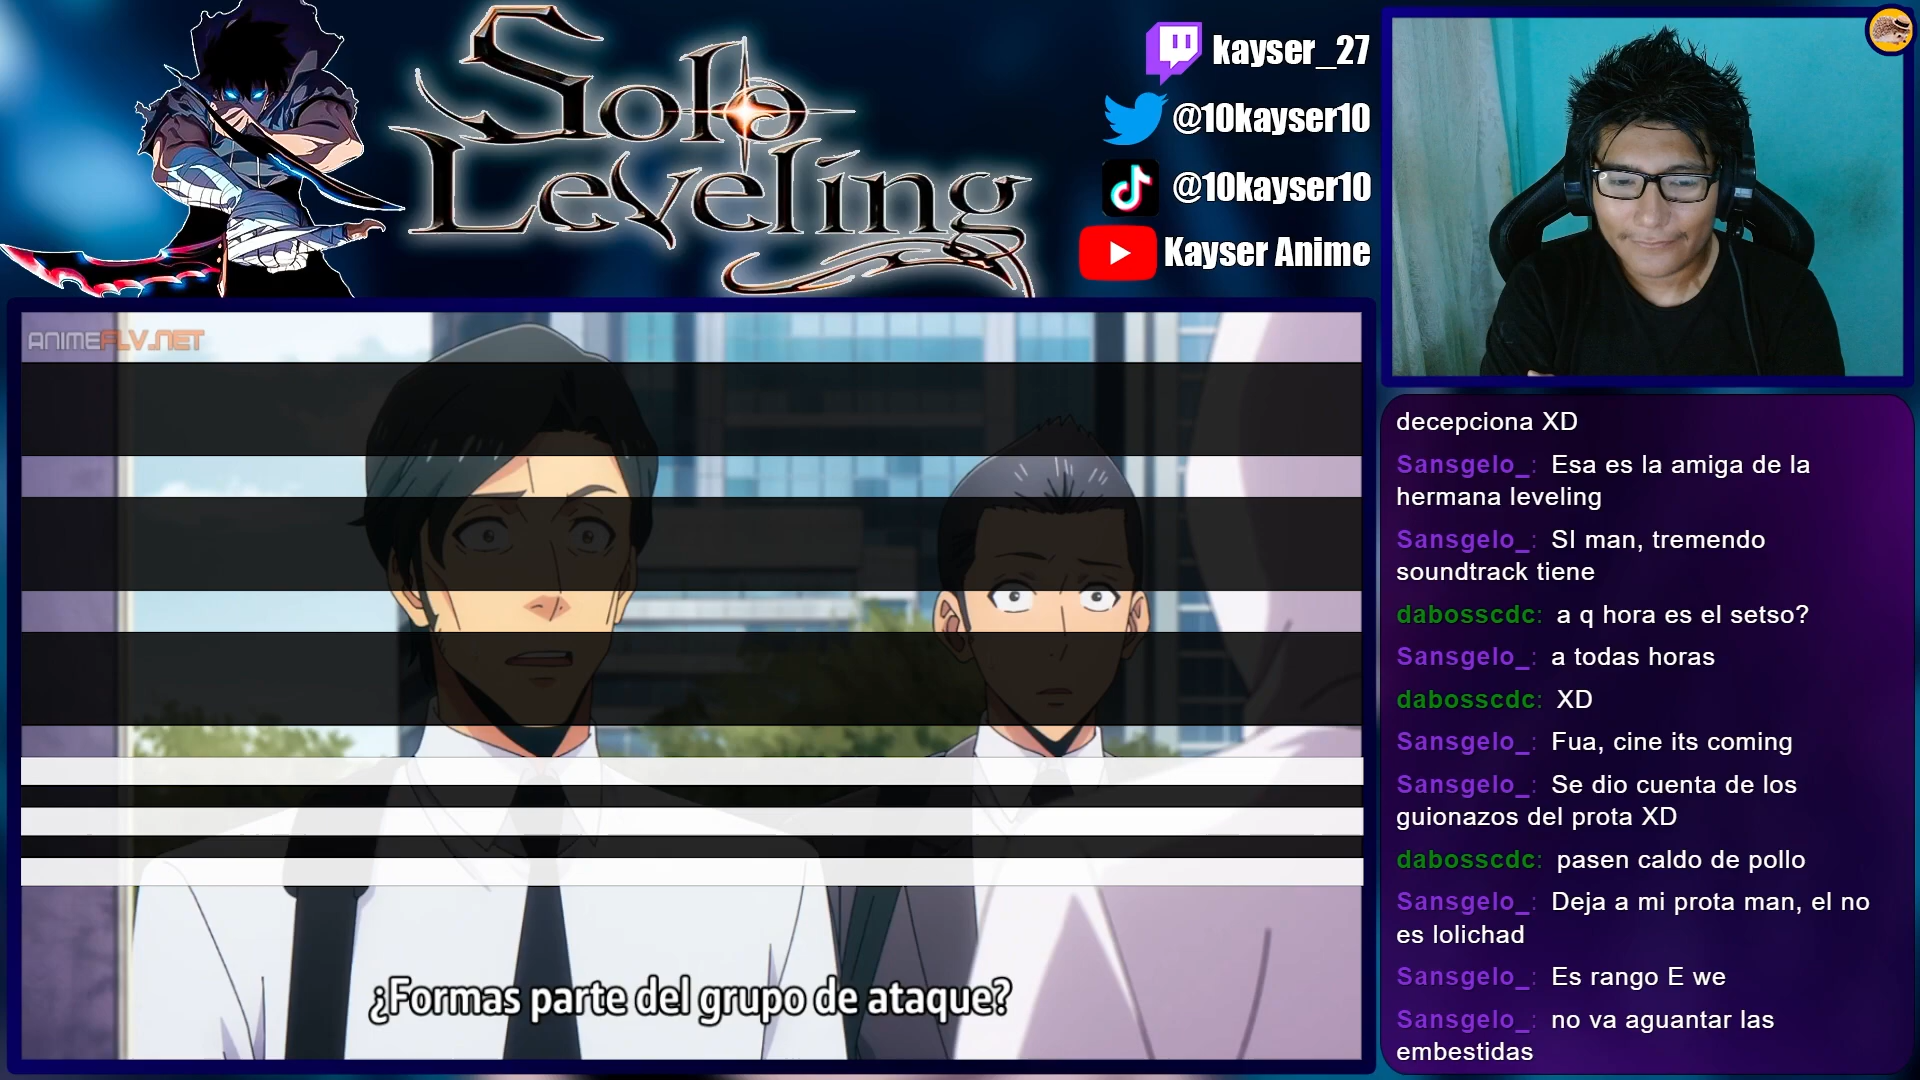 Solo
Leveling
kayser_27
@10kayser10
@10kayser10
Kayser Anime
ANIMEFLV.NET
¿Formas parte del grupo de ataque?
decepciona XD
Sansgelo_: Esa es la amiga de la
hermana leveling
Sansgelo_: SI man, tremendo
soundtrack tiene
dabosscdc: a q hora es el setso?
Sansgelo_: a todas horas
dabosscdc: XD
Sansgelo_: Fua, cine its coming
Sansgelo_: Se dio cuenta de los
guionazos del prota XD
dabosscdc: pasen caldo de pollo
Sansgelo_: Deja a mi prota man, el no
es lolichad
Sansgelo_: Es rango E we
Sansgelo_: no va aguantar las
embestidas